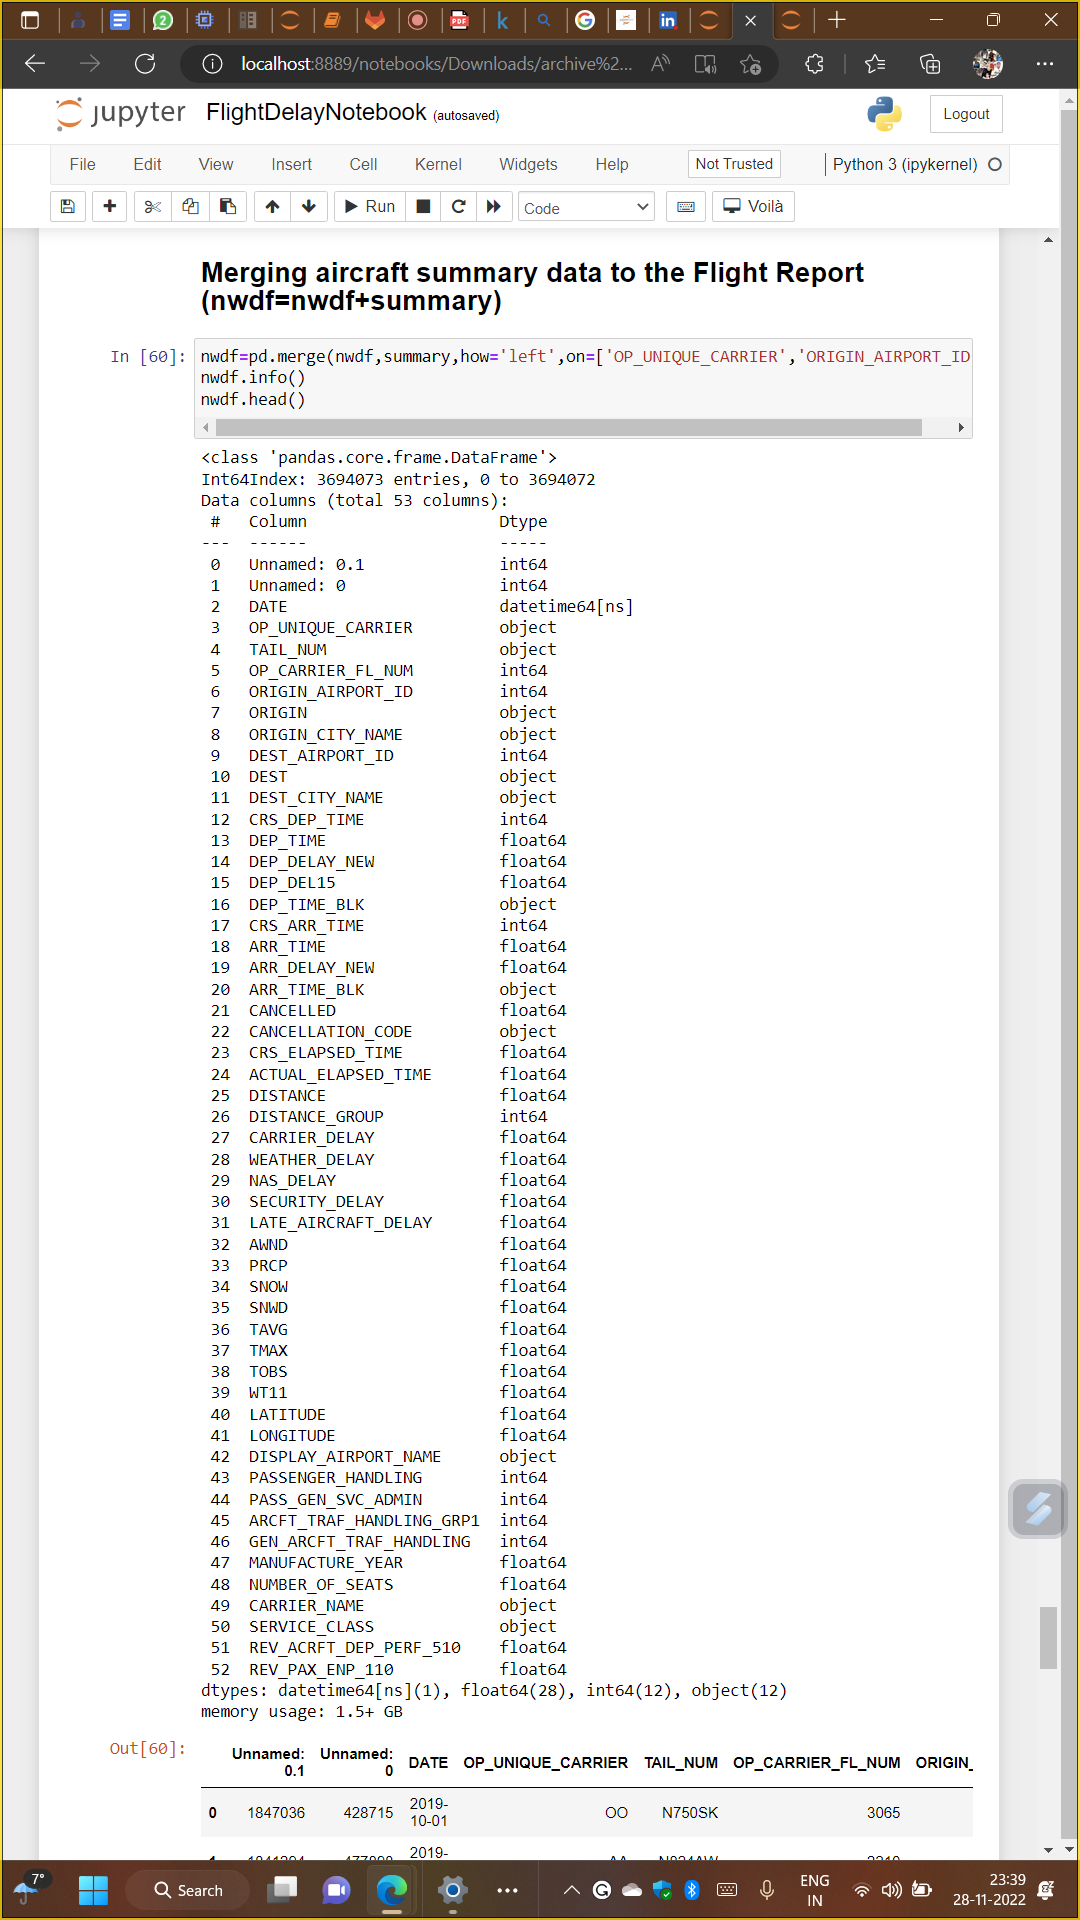 localhost:8889/notebooks/Downloads/archive%2...
jupyter FlightDelayNotebook (autosaved)
Logout
File Edit View Insert Cell Kernel Widgets Help Not Trusted Python 3 (ipykernel)
Run Code Voilà
Merging aircraft summary data to the Flight Report
(nwdf=nwdf+summary)
In [60]: nwdf=pd.merge(nwdf,summary,how='left',on=['OP_UNIQUE_CARRIER','ORIGIN_AIRPORT_ID
nwdf.info()
nwdf.head()
<class 'pandas.core.frame.DataFrame'>
Int64Index: 3694073 entries, 0 to 3694072
Data columns (total 53 columns):
# Column Dtype
--- ------ -----
0 Unnamed: 0.1 int64
1 Unnamed: 0 int64
2 DATE datetime64[ns]
3 OP_UNIQUE_CARRIER object
4 TAIL_NUM object
5 OP_CARRIER_FL_NUM int64
6 ORIGIN_AIRPORT_ID int64
7 ORIGIN object
8 ORIGIN_CITY_NAME object
9 DEST_AIRPORT_ID int64
10 DEST object
11 DEST_CITY_NAME object
12 CRS_DEP_TIME int64
13 DEP_TIME float64
14 DEP_DELAY_NEW float64
15 DEP_DEL15 float64
16 DEP_TIME_BLK object
17 CRS_ARR_TIME int64
18 ARR_TIME float64
19 ARR_DELAY_NEW float64
20 ARR_TIME_BLK object
21 CANCELLED float64
22 CANCELLATION_CODE object
23 CRS_ELAPSED_TIME float64
24 ACTUAL_ELAPSED_TIME float64
25 DISTANCE float64
26 DISTANCE_GROUP int64
27 CARRIER_DELAY float64
28 WEATHER_DELAY float64
29 NAS_DELAY float64
30 SECURITY_DELAY float64
31 LATE_AIRCRAFT_DELAY float64
32 AWND float64
33 PRCP float64
34 SNOW float64
35 SNWD float64
36 TAVG float64
37 TMAX float64
38 TOBS float64
39 WT11 float64
40 LATITUDE float64
41 LONGITUDE float64
42 DISPLAY_AIRPORT_NAME object
43 PASSENGER_HANDLING int64
44 PASS_GEN_SVC_ADMIN int64
45 ARCFT_TRAF_HANDLING_GRP1 int64
46 GEN_ARCFT_TRAF_HANDLING int64
47 MANUFACTURE_YEAR float64
48 NUMBER_OF_SEATS float64
49 CARRIER_NAME object
50 SERVICE_CLASS object
51 REV_ACRFT_DEP_PERF_510 float64
52 REV_PAX_ENP_110 float64
dtypes: datetime64[ns](1), float64(28), int64(12), object(12)
memory usage: 1.5+ GB
Out[60]:
Unnamed: 0.1 Unnamed: 0 DATE OP_UNIQUE_CARRIER TAIL_NUM OP_CARRIER_FL_NUM ORIGIN_
0 1847036 428715 2019-10-01 OO N750SK 3065
2019-
7° Search ENG IN 23:39
28-11-2022